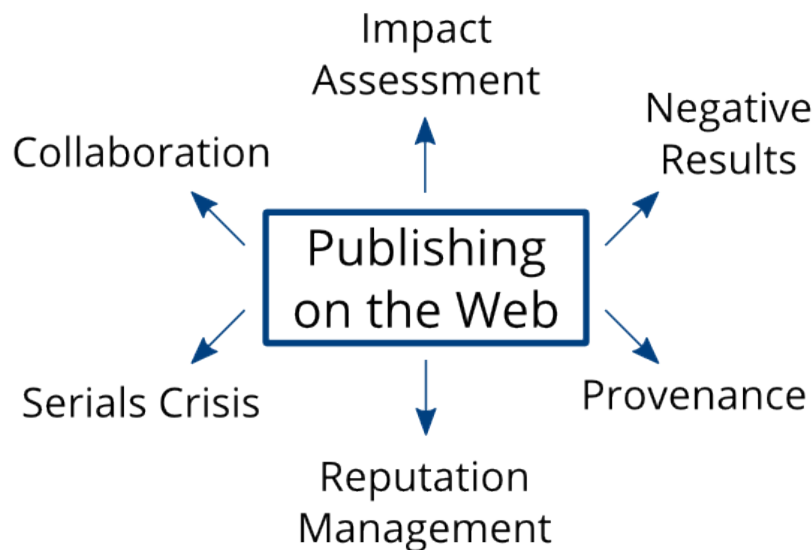 Impact
Assessment
Negative
Results
Collaboration
Publishing
on the Web
Serials Crisis
Provenance
Reputation
Management